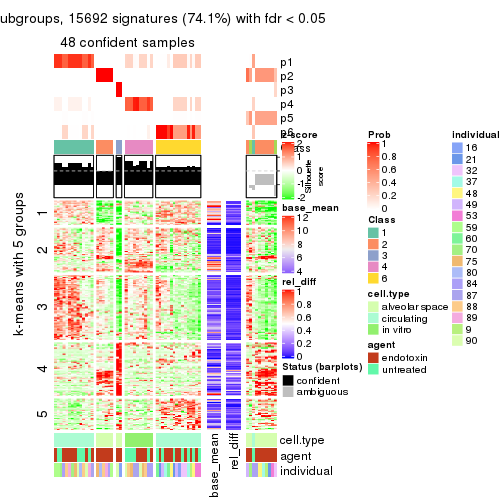 ubgroups, 15692 signatures (74.1%) with fdr < 0.05
48 confident samples
p1
p2
p3
p4
p5
p6
Class
Silhouette score
1
2
3
4
5
k-means with 5 groups
base_mean
rel_diff
cell.type
agent
individual
z-score
2
1
0
-1
-2
base_mean
12
10
8
6
4
rel_diff
1
0.8
0.6
0.4
0.2
0
Status (barplots)
confident
ambiguous
Prob
1
0.8
0.6
0.4
0.2
0
Class
1
2
3
4
6
cell.type
alveolar space
circulating
in vitro
agent
endotoxin
untreated
individual
16
21
32
37
48
49
53
59
60
70
75
80
84
87
88
89
9
90